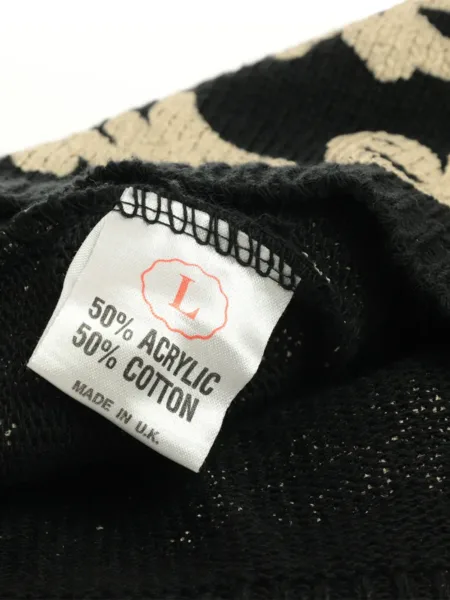 L
50% ACRYLIC
50% COTTON
MADE IN U.K.